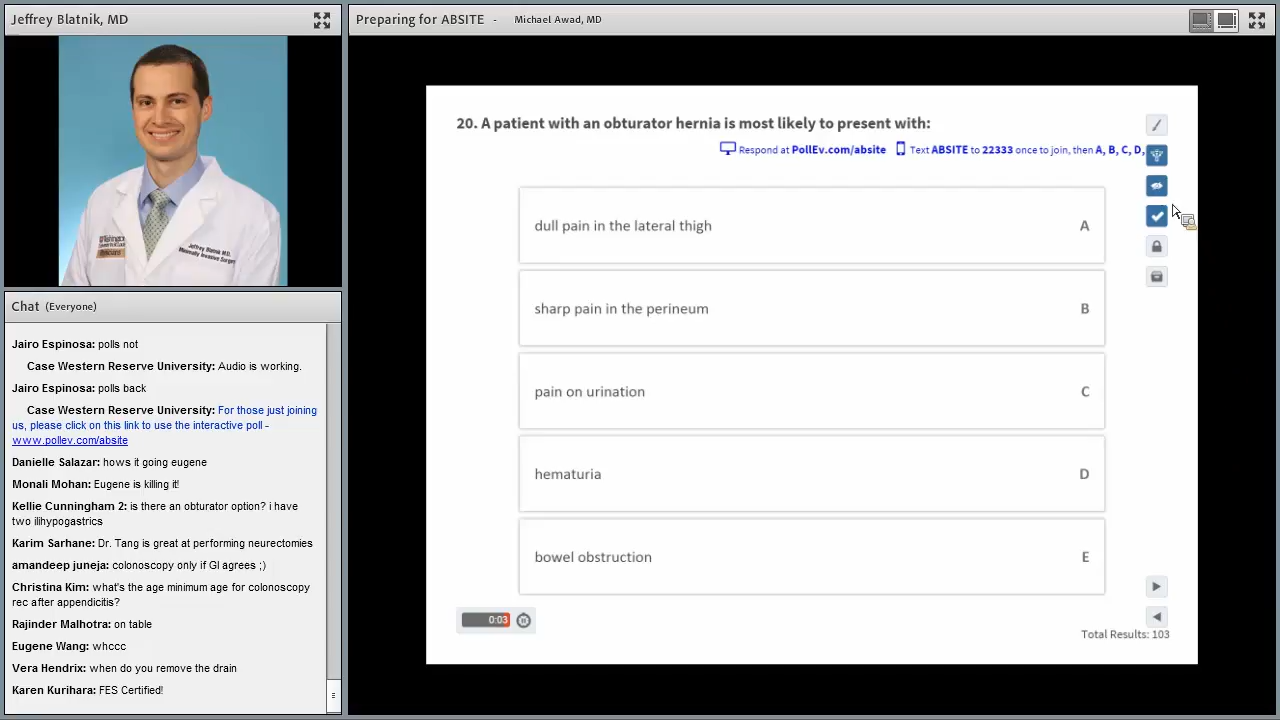 Jeffrey Blatnik, MD
Preparing for ABSITE - Michael Awad, MD
Jeffrey Blatnik M.D.
Chat (Everyone)
Jairo Espinosa: polls not
Case Western Reserve University: Audio is working.
Jairo Espinosa: polls back
Case Western Reserve University: For those just joining
us, please click on this link to use the interactive poll -
www.pollev.com/absite
Danielle Salazar: hows it going eugene
Monali Mohan: Eugene is killing it!
Kellie Cunningham 2: is there an obturator option? i have
two ilihypogastrics
Karim Sarhane: Dr. Tang is great at performing neurectomies
amandeep juneja: colonoscopy only if GI agrees ;)
Christina Kim: what's the age minimum age for colonoscopy
rec after appendicitis?
Rajinder Malhotra: on table
Eugene Wang: whccc
Vera Hendrix: when do you remove the drain
Karen Kurihara: FES Certified!
20. A patient with an obturator hernia is most likely to present with:
Respond at PollEv.com/absite Text ABSITE to 22333 once to join, then A, B, C, D,
dull pain in the lateral thigh A
sharp pain in the perineum B
pain on urination C
hematuria D
bowel obstruction E
0:03
Total Results: 103